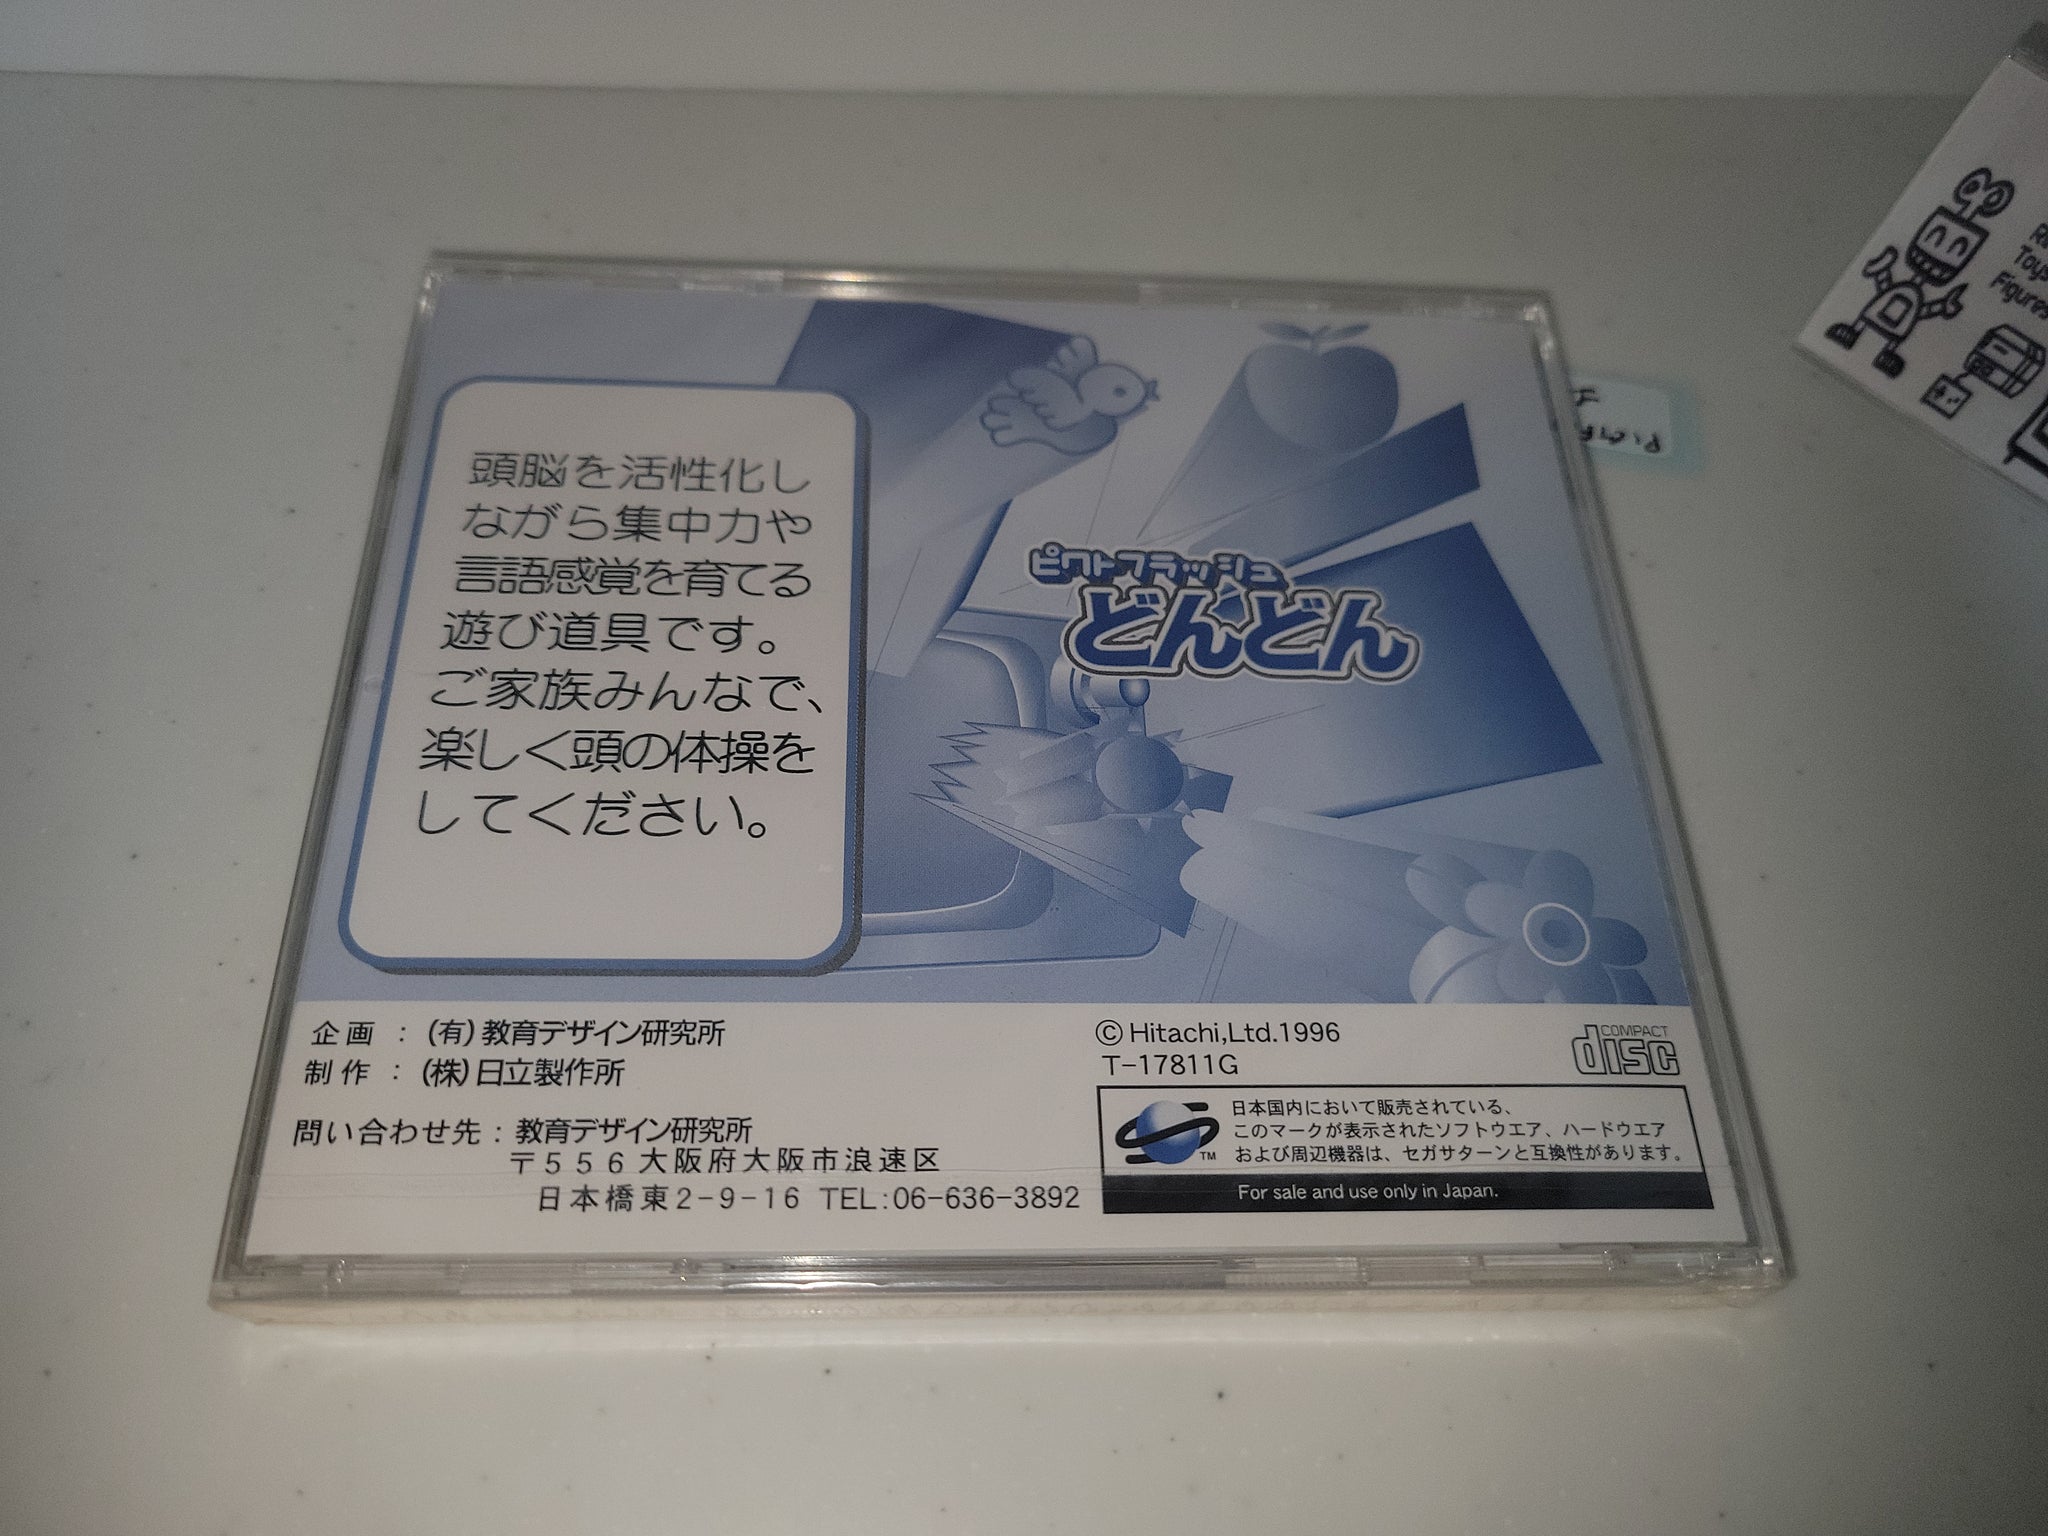 頭脳を活性化し
ながら集中力や
言語感覚を育てる
遊び道具です。
ご家族みんなで、
楽しく頭の体操を
してください。
ピクトフラッシュ
どんどん
企画 : (有)教育デザイン研究所
制作 : (株)日立製作所
問い合わせ先 : 教育デザイン研究所
〒556大阪府大阪市浪速区
日本橋東2-9-16 TEL:06-636-3892
© Hitachi,Ltd.1996
T-17811G
COMPACT
disc
日本国内において販売されている、
このマークが表示されたソフトウエア、ハードウエア
および周辺機器は、セガサターンと互換性があります。
TM
For sale and use only in Japan.
Toys
Figures